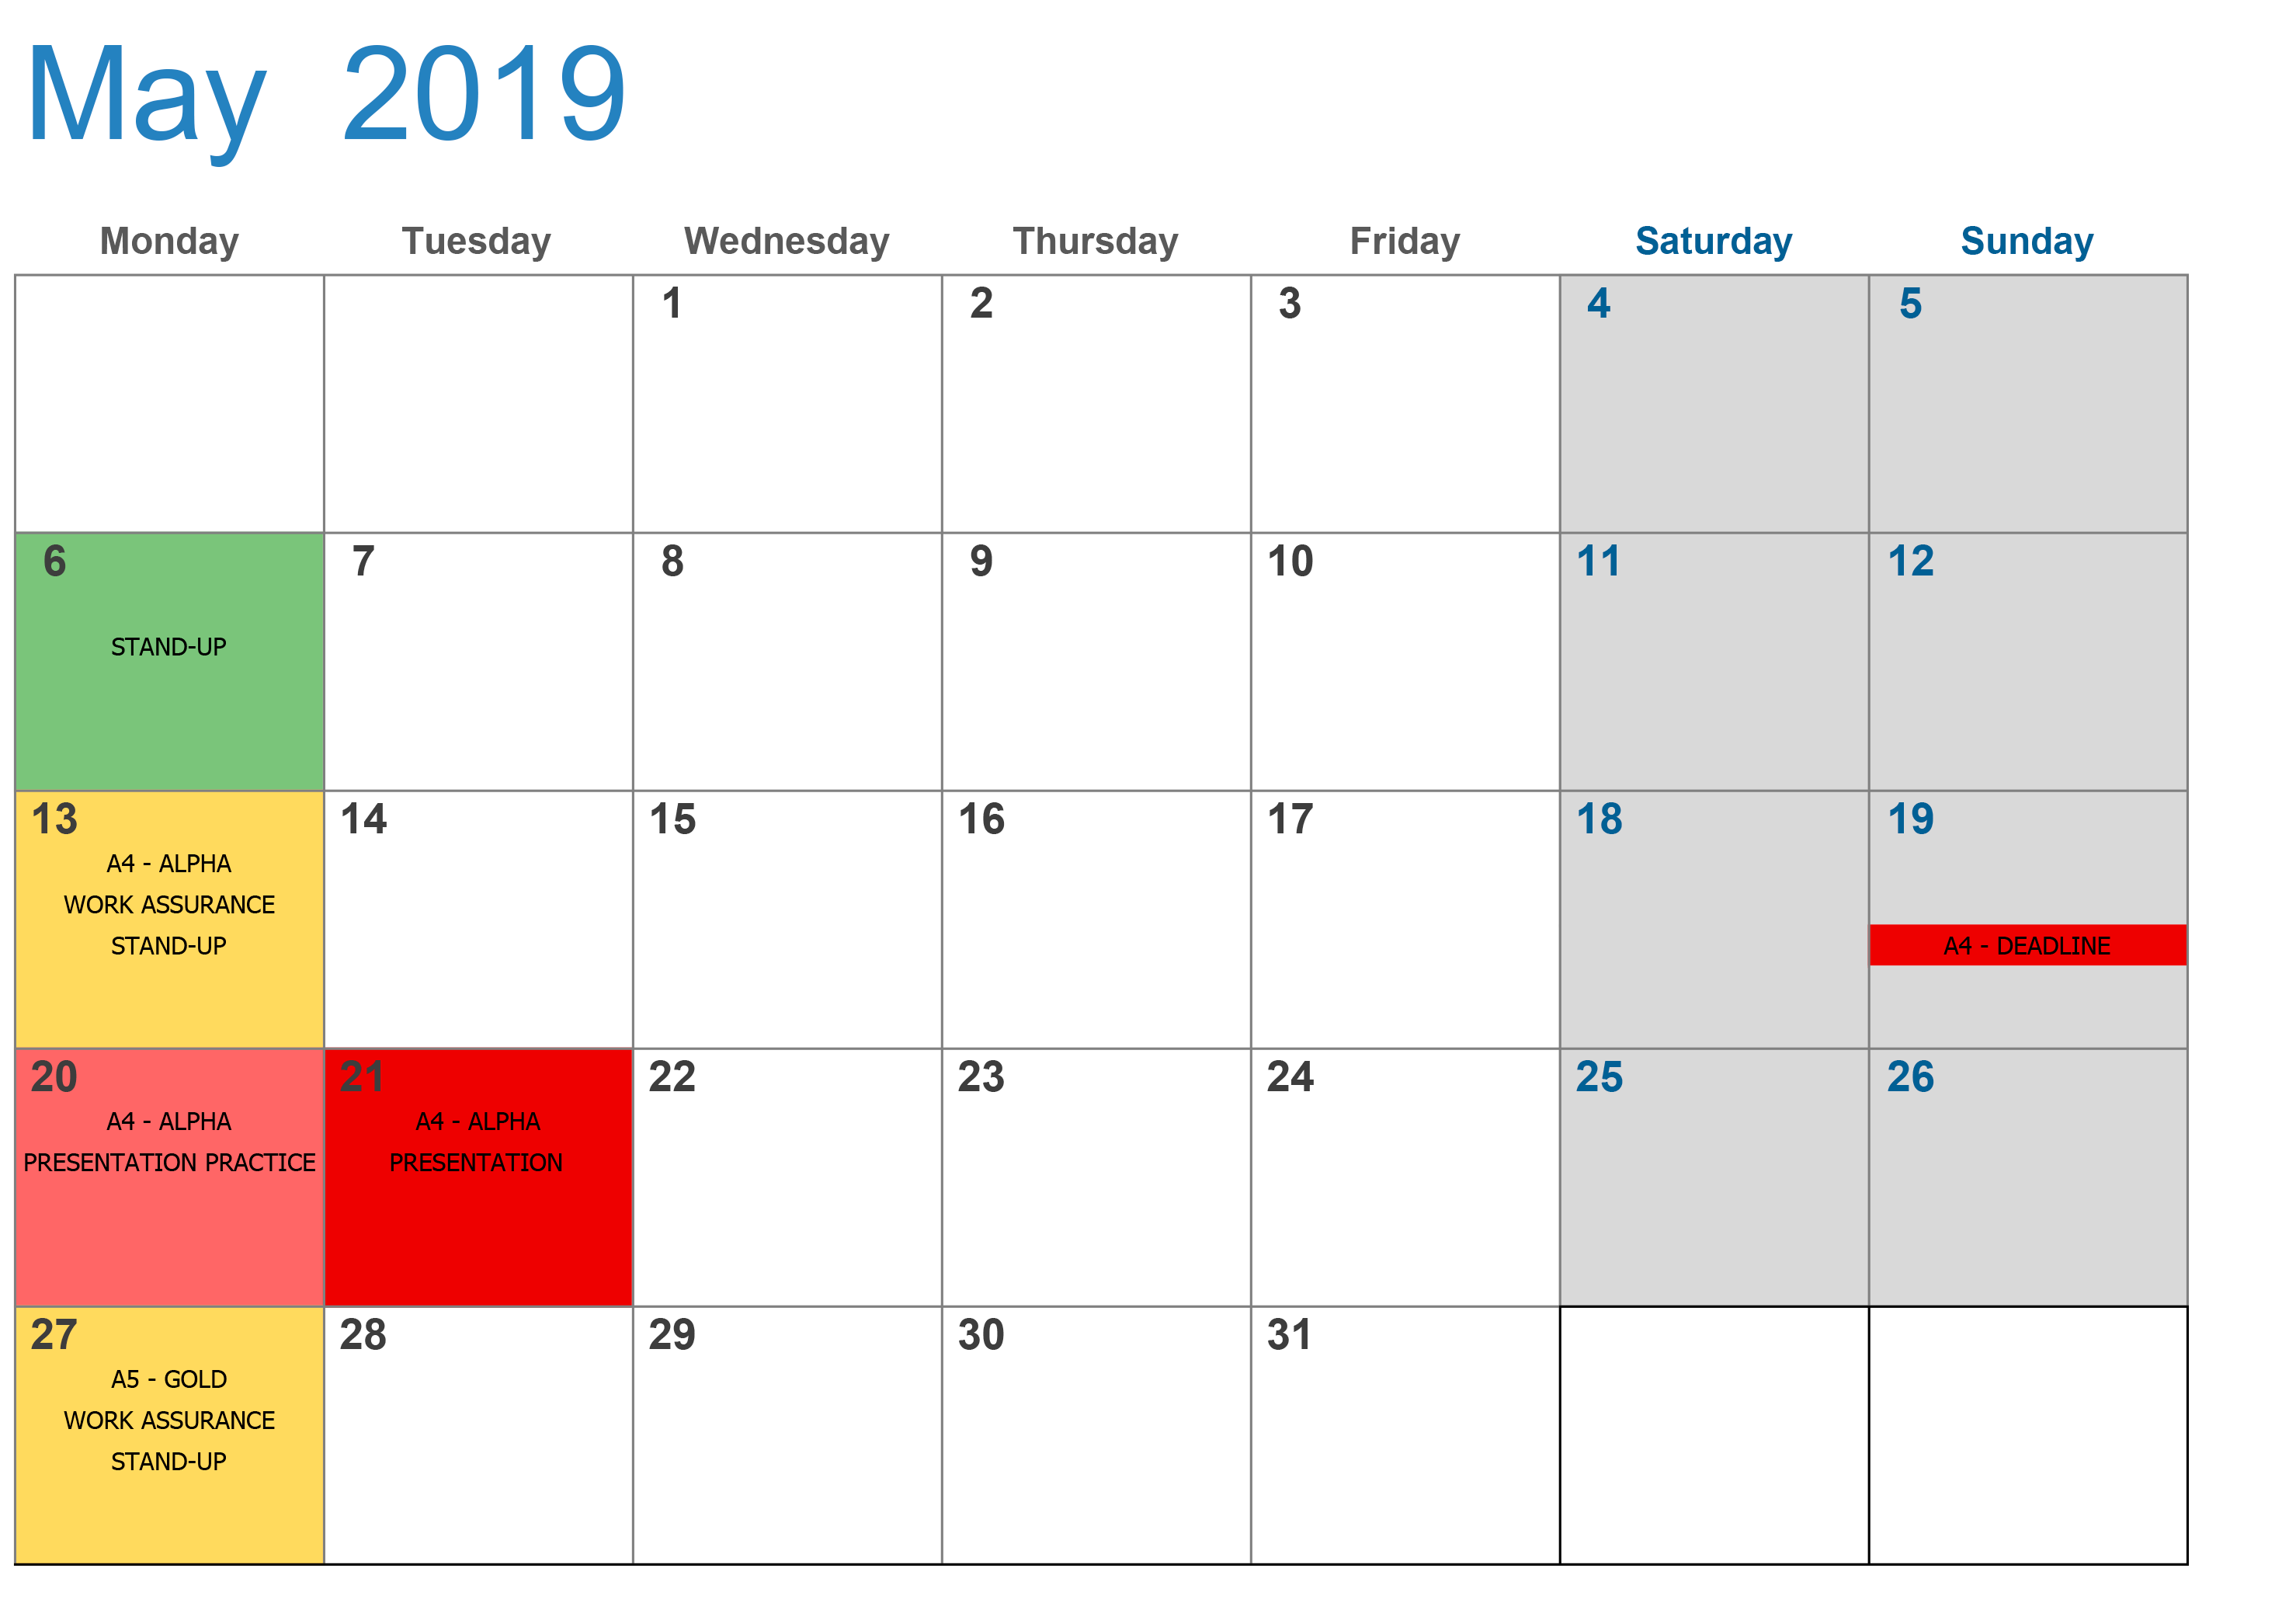 May 2019
Monday Tuesday Wednesday Thursday Friday Saturday Sunday
1 2 3 4 5
6 7 8 9 10 11 12
STAND-UP
13 14 15 16 17 18 19
A4 - ALPHA
WORK ASSURANCE
STAND-UP A4 - DEADLINE
20 21 22 23 24 25 26
A4 - ALPHA A4 - ALPHA
PRESENTATION PRACTICE PRESENTATION
27 28 29 30 31
A5 - GOLD
WORK ASSURANCE
STAND-UP